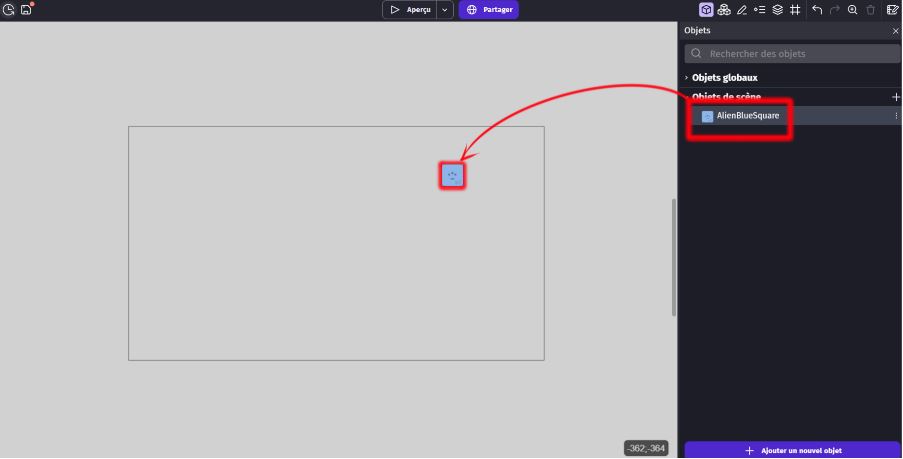 Aperçu
Partager
Objets
Rechercher des objets
Objets globaux
Objets de scène
AlienBlueSquare
-362;-364
Ajouter un nouvel objet